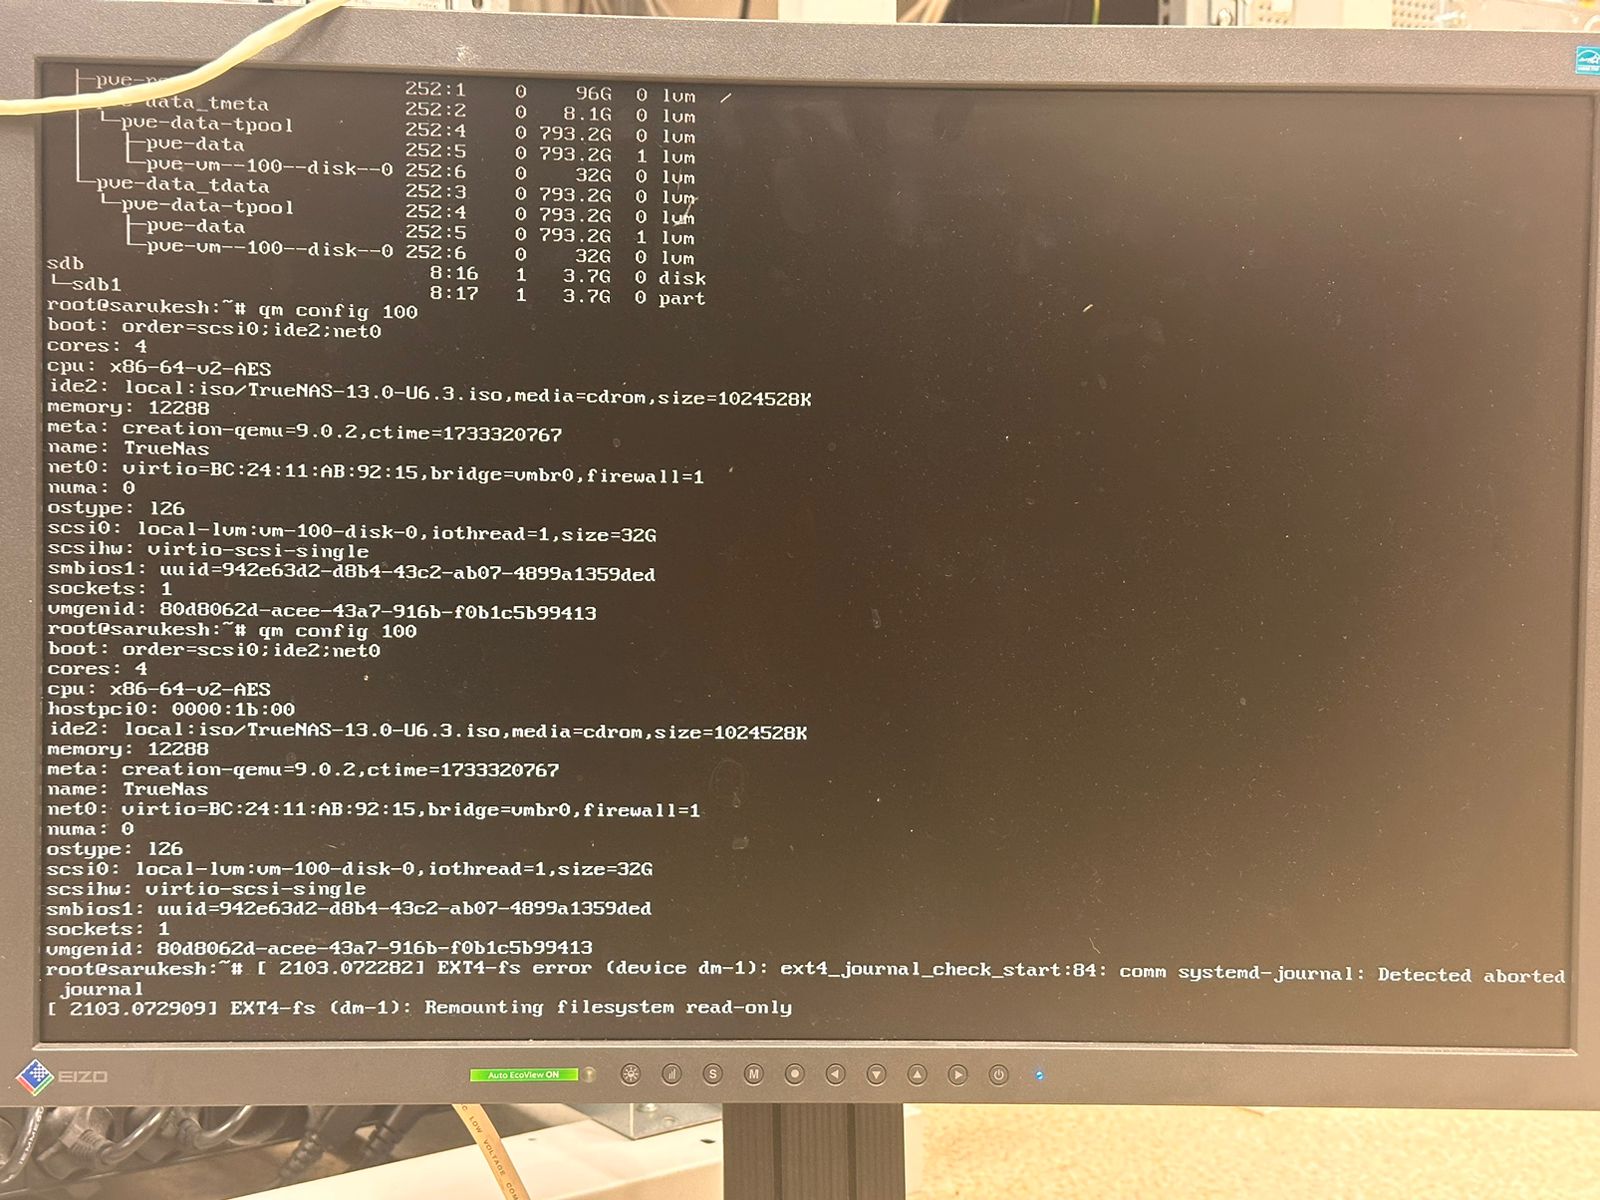 ├─pve-
252:1 0 96G 0 lvm /
data_tmeta 252:2 0 8.1G 0 lvm
│ └─pve-data-tpool 252:4 0 793.2G 0 lvm
│ ├─pve-data 252:5 0 793.2G 1 lvm
│ └─pve-vm--100--disk--0 252:6 0 32G 0 lvm
└─pve-data_tdata 252:3 0 793.2G 0 lvm
└─pve-data-tpool 252:4 0 793.2G 0 lvm
├─pve-data 252:5 0 793.2G 1 lvm
└─pve-vm--100--disk--0 252:6 0 32G 0 lvm
sdb 8:16 1 3.7G 0 disk
└─sdb1 8:17 1 3.7G 0 part
root@sarukesh:~# qm config 100
boot: order=scsi0;ide2;net0
cores: 4
cpu: x86-64-v2-AES
ide2: local:iso/TrueNAS-13.0-U6.3.iso,media=cdrom,size=1024528K
memory: 12288
meta: creation-qemu=9.0.2,ctime=1733320767
name: TrueNas
net0: virtio=BC:24:11:AB:92:15,bridge=vmbr0,firewall=1
numa: 0
ostype: l26
scsi0: local-lvm:vm-100-disk-0,iothread=1,size=32G
scsihw: virtio-scsi-single
smbios1: uuid=942e63d2-d8b4-43c2-ab07-4899a1359ded
sockets: 1
vmgenid: 80d8062d-acee-43a7-916b-f0b1c5b99413
root@sarukesh:~# qm config 100
boot: order=scsi0;ide2;net0
cores: 4
cpu: x86-64-v2-AES
hostpci0: 0000:1b:00
ide2: local:iso/TrueNAS-13.0-U6.3.iso,media=cdrom,size=1024528K
memory: 12288
meta: creation-qemu=9.0.2,ctime=1733320767
name: TrueNas
net0: virtio=BC:24:11:AB:92:15,bridge=vmbr0,firewall=1
numa: 0
ostype: l26
scsi0: local-lvm:vm-100-disk-0,iothread=1,size=32G
scsihw: virtio-scsi-single
smbios1: uuid=942e63d2-d8b4-43c2-ab07-4899a1359ded
sockets: 1
vmgenid: 80d8062d-acee-43a7-916b-f0b1c5b99413
root@sarukesh:~# [ 2103.072282] EXT4-fs error (device dm-1): ext4_journal_check_start:84: comm systemd-journal: Detected aborted
journal
[ 2103.072909] EXT4-fs (dm-1): Remounting filesystem read-only
EIZO
Auto EcoView ON
S
M
LOW VOLTAGE COM